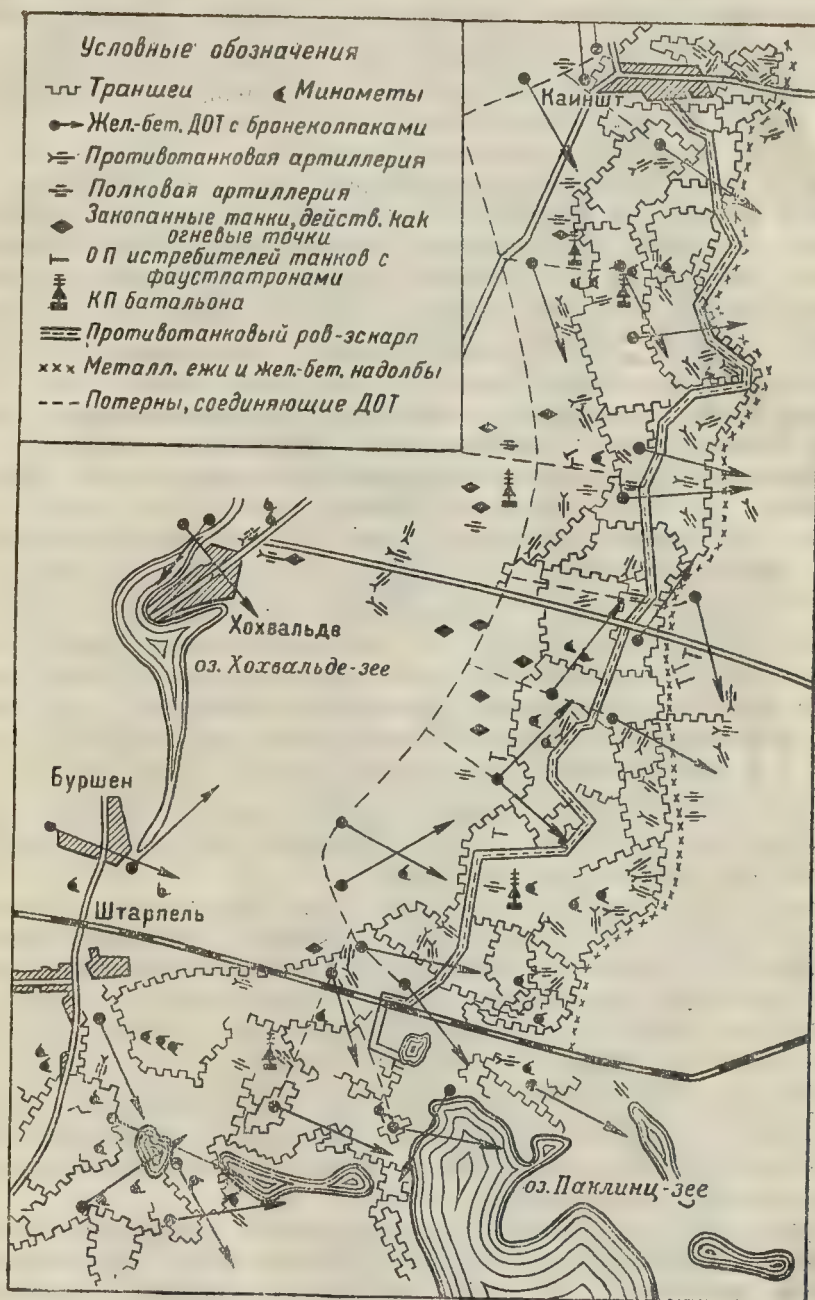 Условные обозначения
Траншеи Минометы
Жел.-бет. ДОТ с бронеколпаками
Противотанковая артиллерия
Полковая артиллерия
Закопанные танки, действ. как
огневые точки
ОП истребителей танков с
фаустпатронами
КП батальона
Противотанковый ров-эскарп
Металл. ежи и жел.-бет. надолбы
Потерны, соединяющие ДОТ
Каиншт
Хохвальде
оз. Хохвальде-зее
Буршен
Штарпель
оз. Паклинц-зее